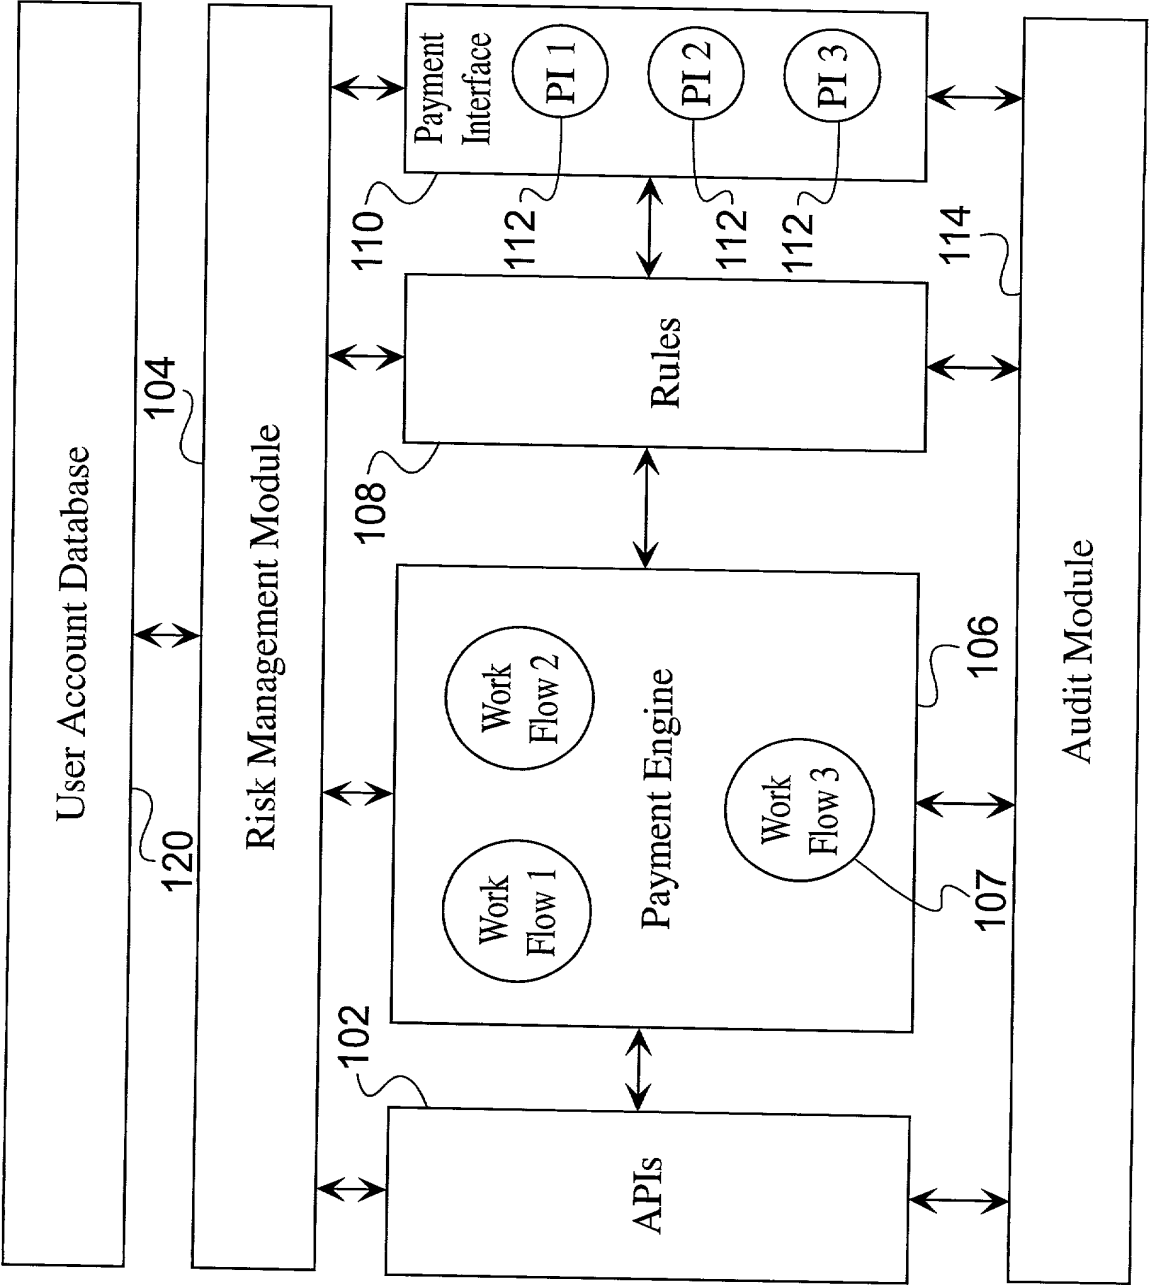 User Account Database
120
104
Risk Management Module
102
APIs
Work
Flow 1
Work
Flow 2
Payment Engine
Work
Flow 3
107
106
108
Rules
110
Payment
Interface
PI 1
PI 2
PI 3
112
112
112
114
Audit Module